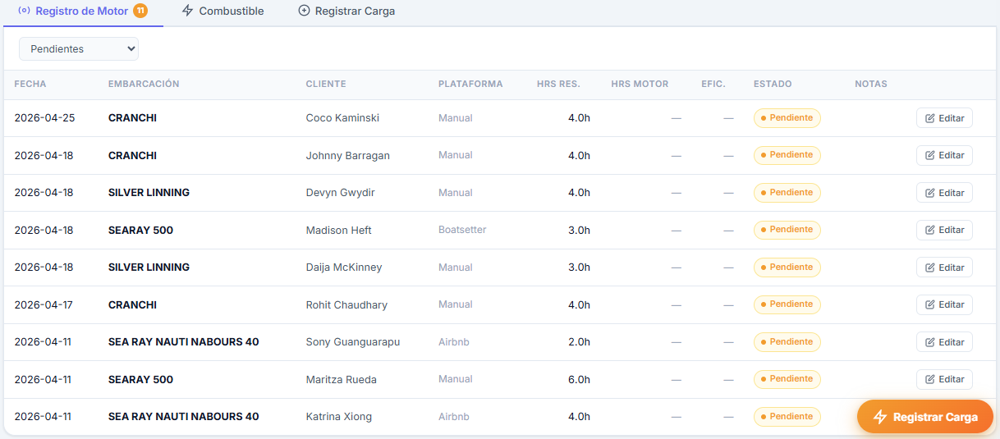 Registro de Motor 11 Combustible Registrar Carga
Pendientes
FECHA EMBARCACIÓN CLIENTE PLATAFORMA HRS RES. HRS MOTOR EFIC. ESTADO NOTAS
2026-04-25 CRANCHI Coco Kaminski Manual 4.0h — — Pendiente Editar
2026-04-18 CRANCHI Johnny Barragan Manual 4.0h — — Pendiente Editar
2026-04-18 SILVER LINNING Devyn Gwydir Manual 4.0h — — Pendiente Editar
2026-04-18 SEARAY 500 Madison Heft Boatsetter 3.0h — — Pendiente Editar
2026-04-18 SILVER LINNING Daija McKinney Manual 3.0h — — Pendiente Editar
2026-04-17 CRANCHI Rohit Chaudhary Manual 4.0h — — Pendiente Editar
2026-04-11 SEA RAY NAUTI NABOURS 40 Sony Guanguarapu Airbnb 2.0h — — Pendiente Editar
2026-04-11 SEARAY 500 Maritza Rueda Manual 6.0h — — Pendiente Editar
2026-04-11 SEA RAY NAUTI NABOURS 40 Katrina Xiong Airbnb 4.0h — — Pendiente Registrar Carga